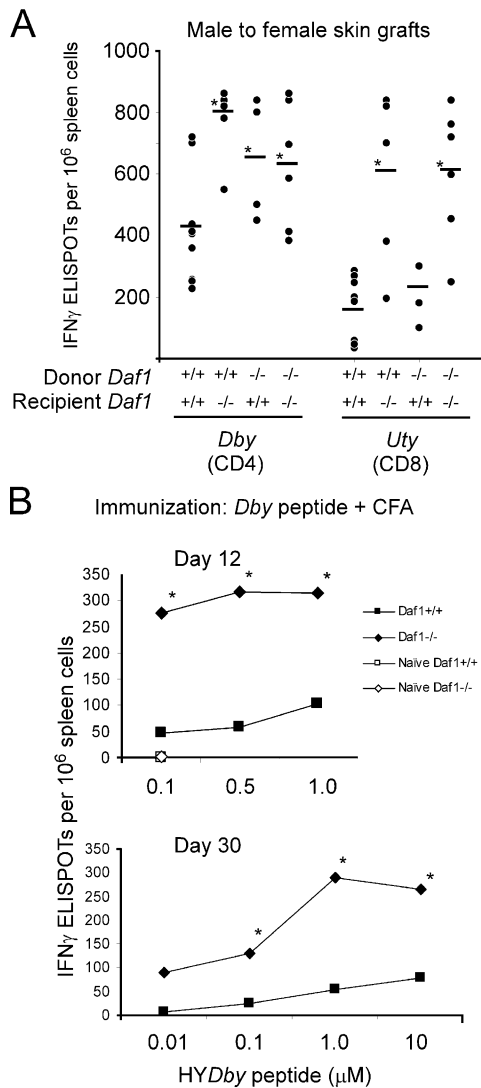 A
Male to female skin grafts
IFNγ ELISPOTs per 10⁶ spleen cells
1000
800
600
400
200
0
* * * * *
Donor Daf1 +/+ +/+ -/- -/- +/+ +/+ -/- -/-
Recipient Daf1 +/+ -/- +/+ -/- +/+ -/- +/+ -/-
Dby Uty
(CD4) (CD8)
B
Immunization: Dby peptide + CFA
Day 12
IFNγ ELISPOTs per 10⁶ spleen cells
350
300
250
200
150
100
50
0
* * *
0.1 0.5 1.0
Daf1+/+
Daf1-/-
Naïve Daf1+/+
Naïve Daf1-/-
Day 30
350
300
250
200
150
100
50
0
* * *
0.01 0.1 1.0 10
HYDby peptide (μM)